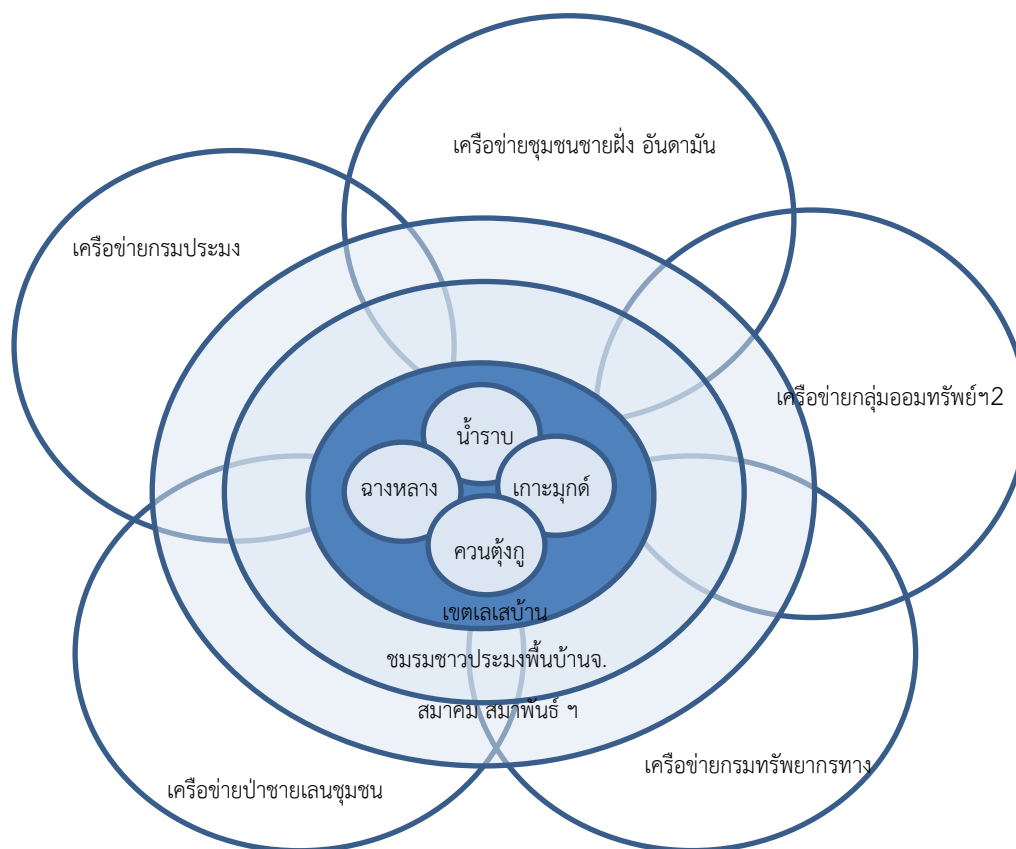 เครือข่ายชุมชนชายฝั่ง อันดามัน
เครือข่ายกรมประมง
เครือข่ายกลุ่มออมทรัพย์ฯ2
น้ำราบ
ฉางหลาง
เกาะมุกด์
ควนตุ้งกู
เขตเลเสบ้าน
ชมรมชาวประมงพื้นบ้านจ.
สมาคม สมาพันธ์ ฯ
เครือข่ายกรมทรัพยากรทาง
เครือข่ายป่าชายเลนชุมชน